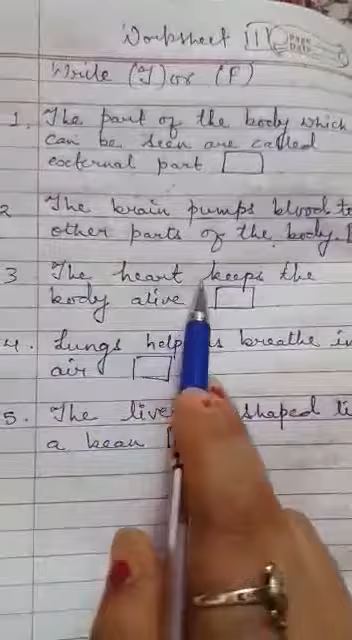 Worksheet III
Write (T) or (F)
1. The part of the body which
can be seen are called
external part
2 The brain pumps blood to
other parts of the body.
3 The heart keeps the
body alive
4. Lungs help us breathe in
air
5. The liver shaped
a bean